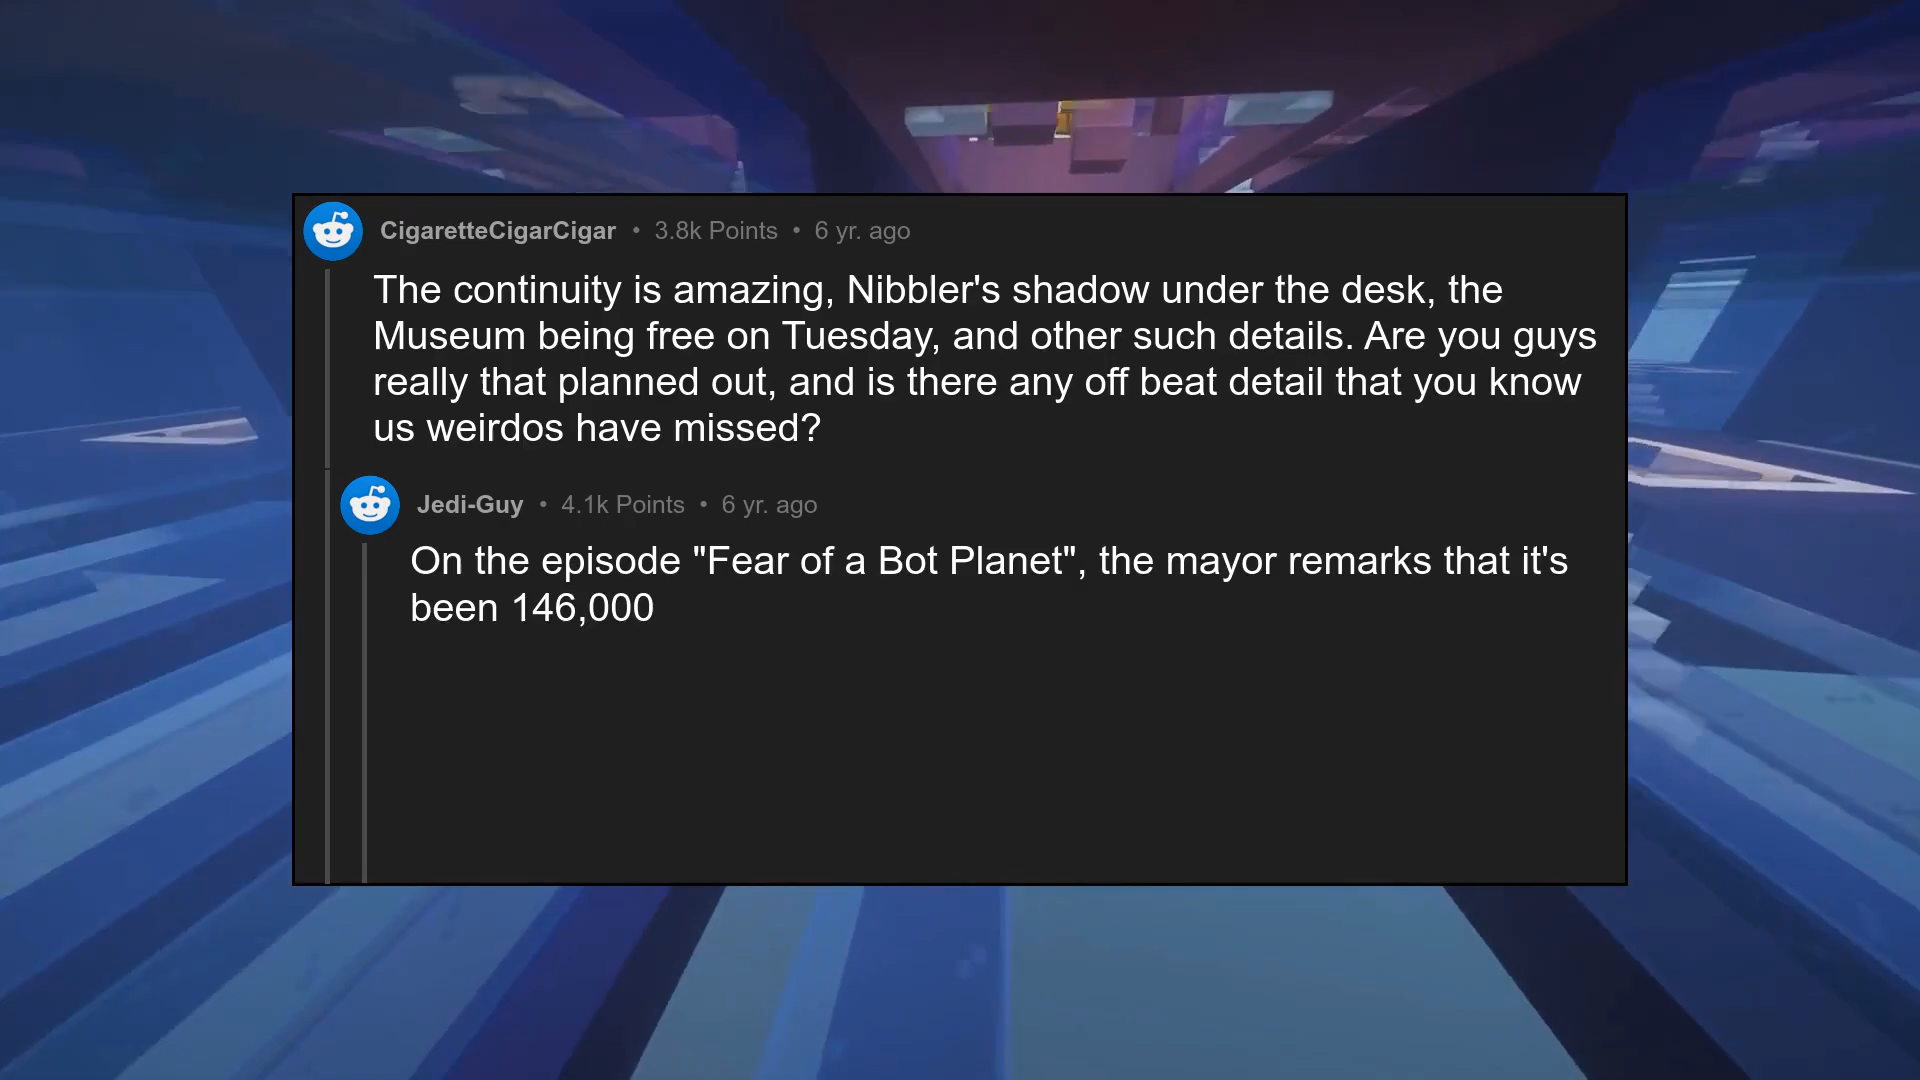 CigaretteCigarCigar • 3.8k Points • 6 yr. ago
The continuity is amazing, Nibbler's shadow under the desk, the
Museum being free on Tuesday, and other such details. Are you guys
really that planned out, and is there any off beat detail that you know
us weirdos have missed?
Jedi-Guy • 4.1k Points • 6 yr. ago
On the episode "Fear of a Bot Planet", the mayor remarks that it's
been 146,000